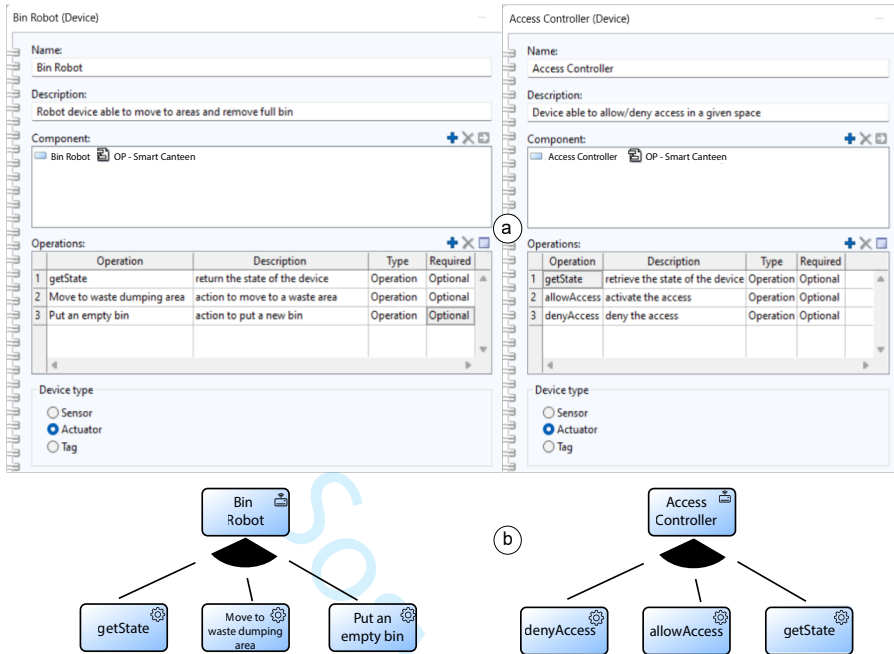 Bin Robot (Device)
Name:
Bin Robot
Description:
Robot device able to move to areas and remove full bin
Component:
Bin Robot OP - Smart Canteen
Operations:
Operation Description Type Required
1 getState return the state of the device Operation Optional
2 Move to waste dumping area action to move to a waste area Operation Optional
3 Put an empty bin action to put a new bin Operation Optional
Device type
Sensor
Actuator
Tag
Access Controller (Device)
Name:
Access Controller
Description:
Device able to allow/deny access in a given space
Component:
Access Controller OP - Smart Canteen
Operations:
Operation Description Type Required
1 getState retrieve the state of the device Operation Optional
2 allowAccess activate the access Operation Optional
3 denyAccess deny the access Operation Optional
Device type
Sensor
Actuator
Tag
a
Bin
Robot
getState
Move to
waste dumping
area
Put an
empty bin
b
Access
Controller
denyAccess
allowAccess
getState